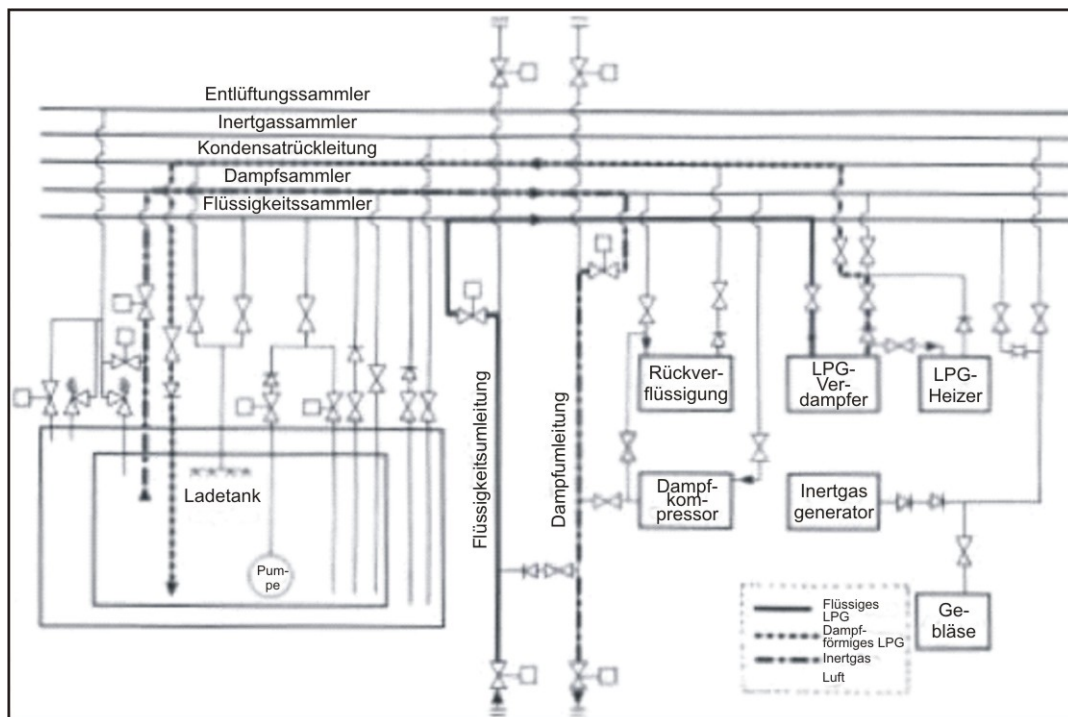 Entlüftungssammler
Inertgassammler
Kondensatrückleitung
Dampfsammler
Flüssigkeitssammler
Flüssigkeitsumleitung
Dampfumleitung
Rückver-
flüssigung
LPG-
Ver-
dampfer
LPG-
Heizer
Ladetank
Dampf-
kom-
pressor
Inertgas
generator
Pum-
pe
Ge-
bläse
Flüssiges
LPG
Dampf-
förmiges LPG
Inertgas
Luft